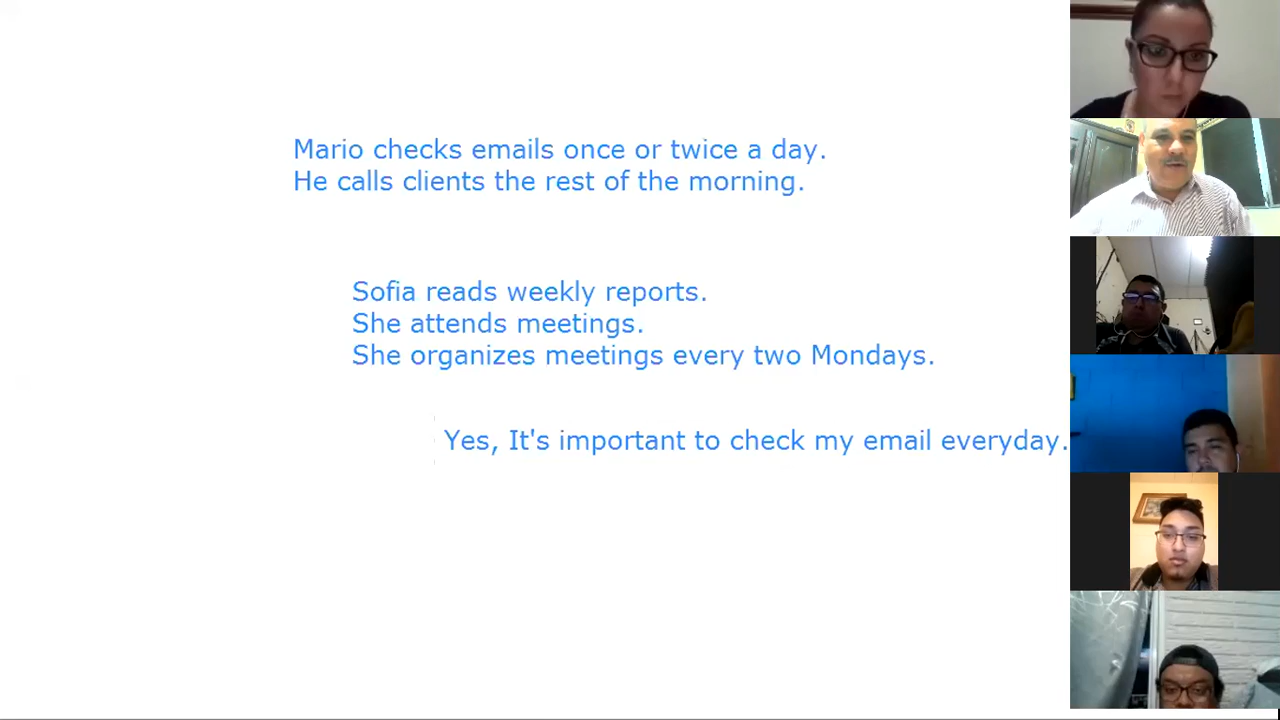 Mario checks emails once or twice a day.
He calls clients the rest of the morning.
Sofia reads weekly reports.
She attends meetings.
She organizes meetings every two Mondays.
Yes, It's important to check my email everyday.